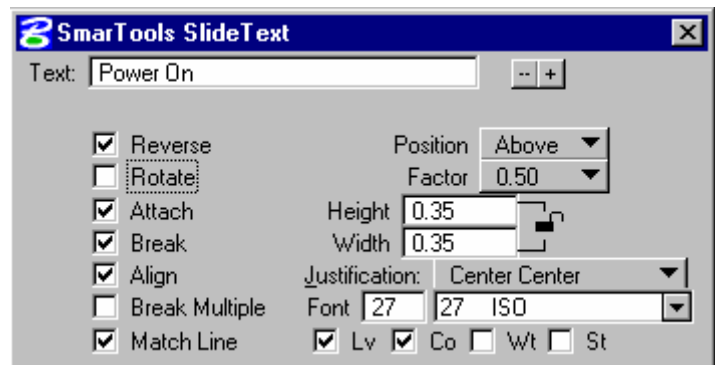 SmarTools SlideText
Text: Power On -- +
Reverse Position Above
Rotate Factor 0.50
Attach Height 0.35
Break Width 0.35
Align Justification: Center Center
Break Multiple Font 27 27 ISO
Match Line Lv Co Wt St